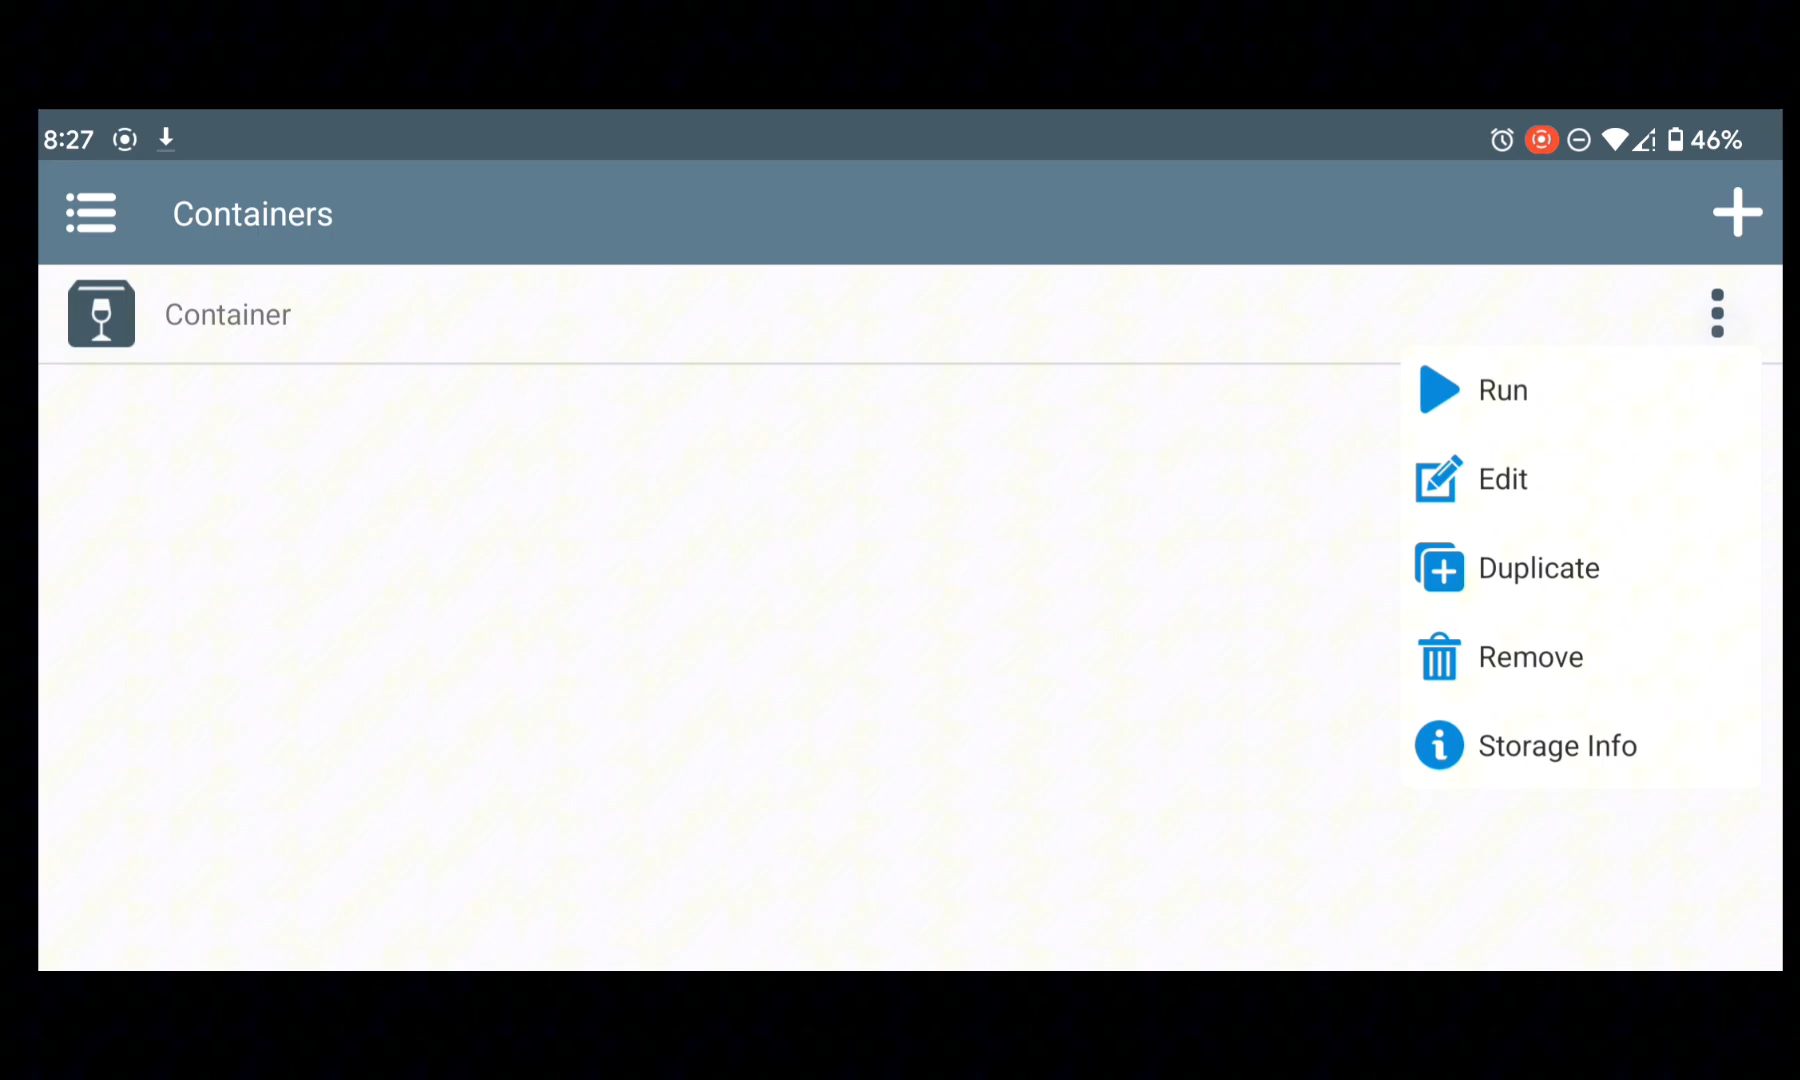 8:27 46%
Containers
Container
Run
Edit
Duplicate
Remove
Storage Info